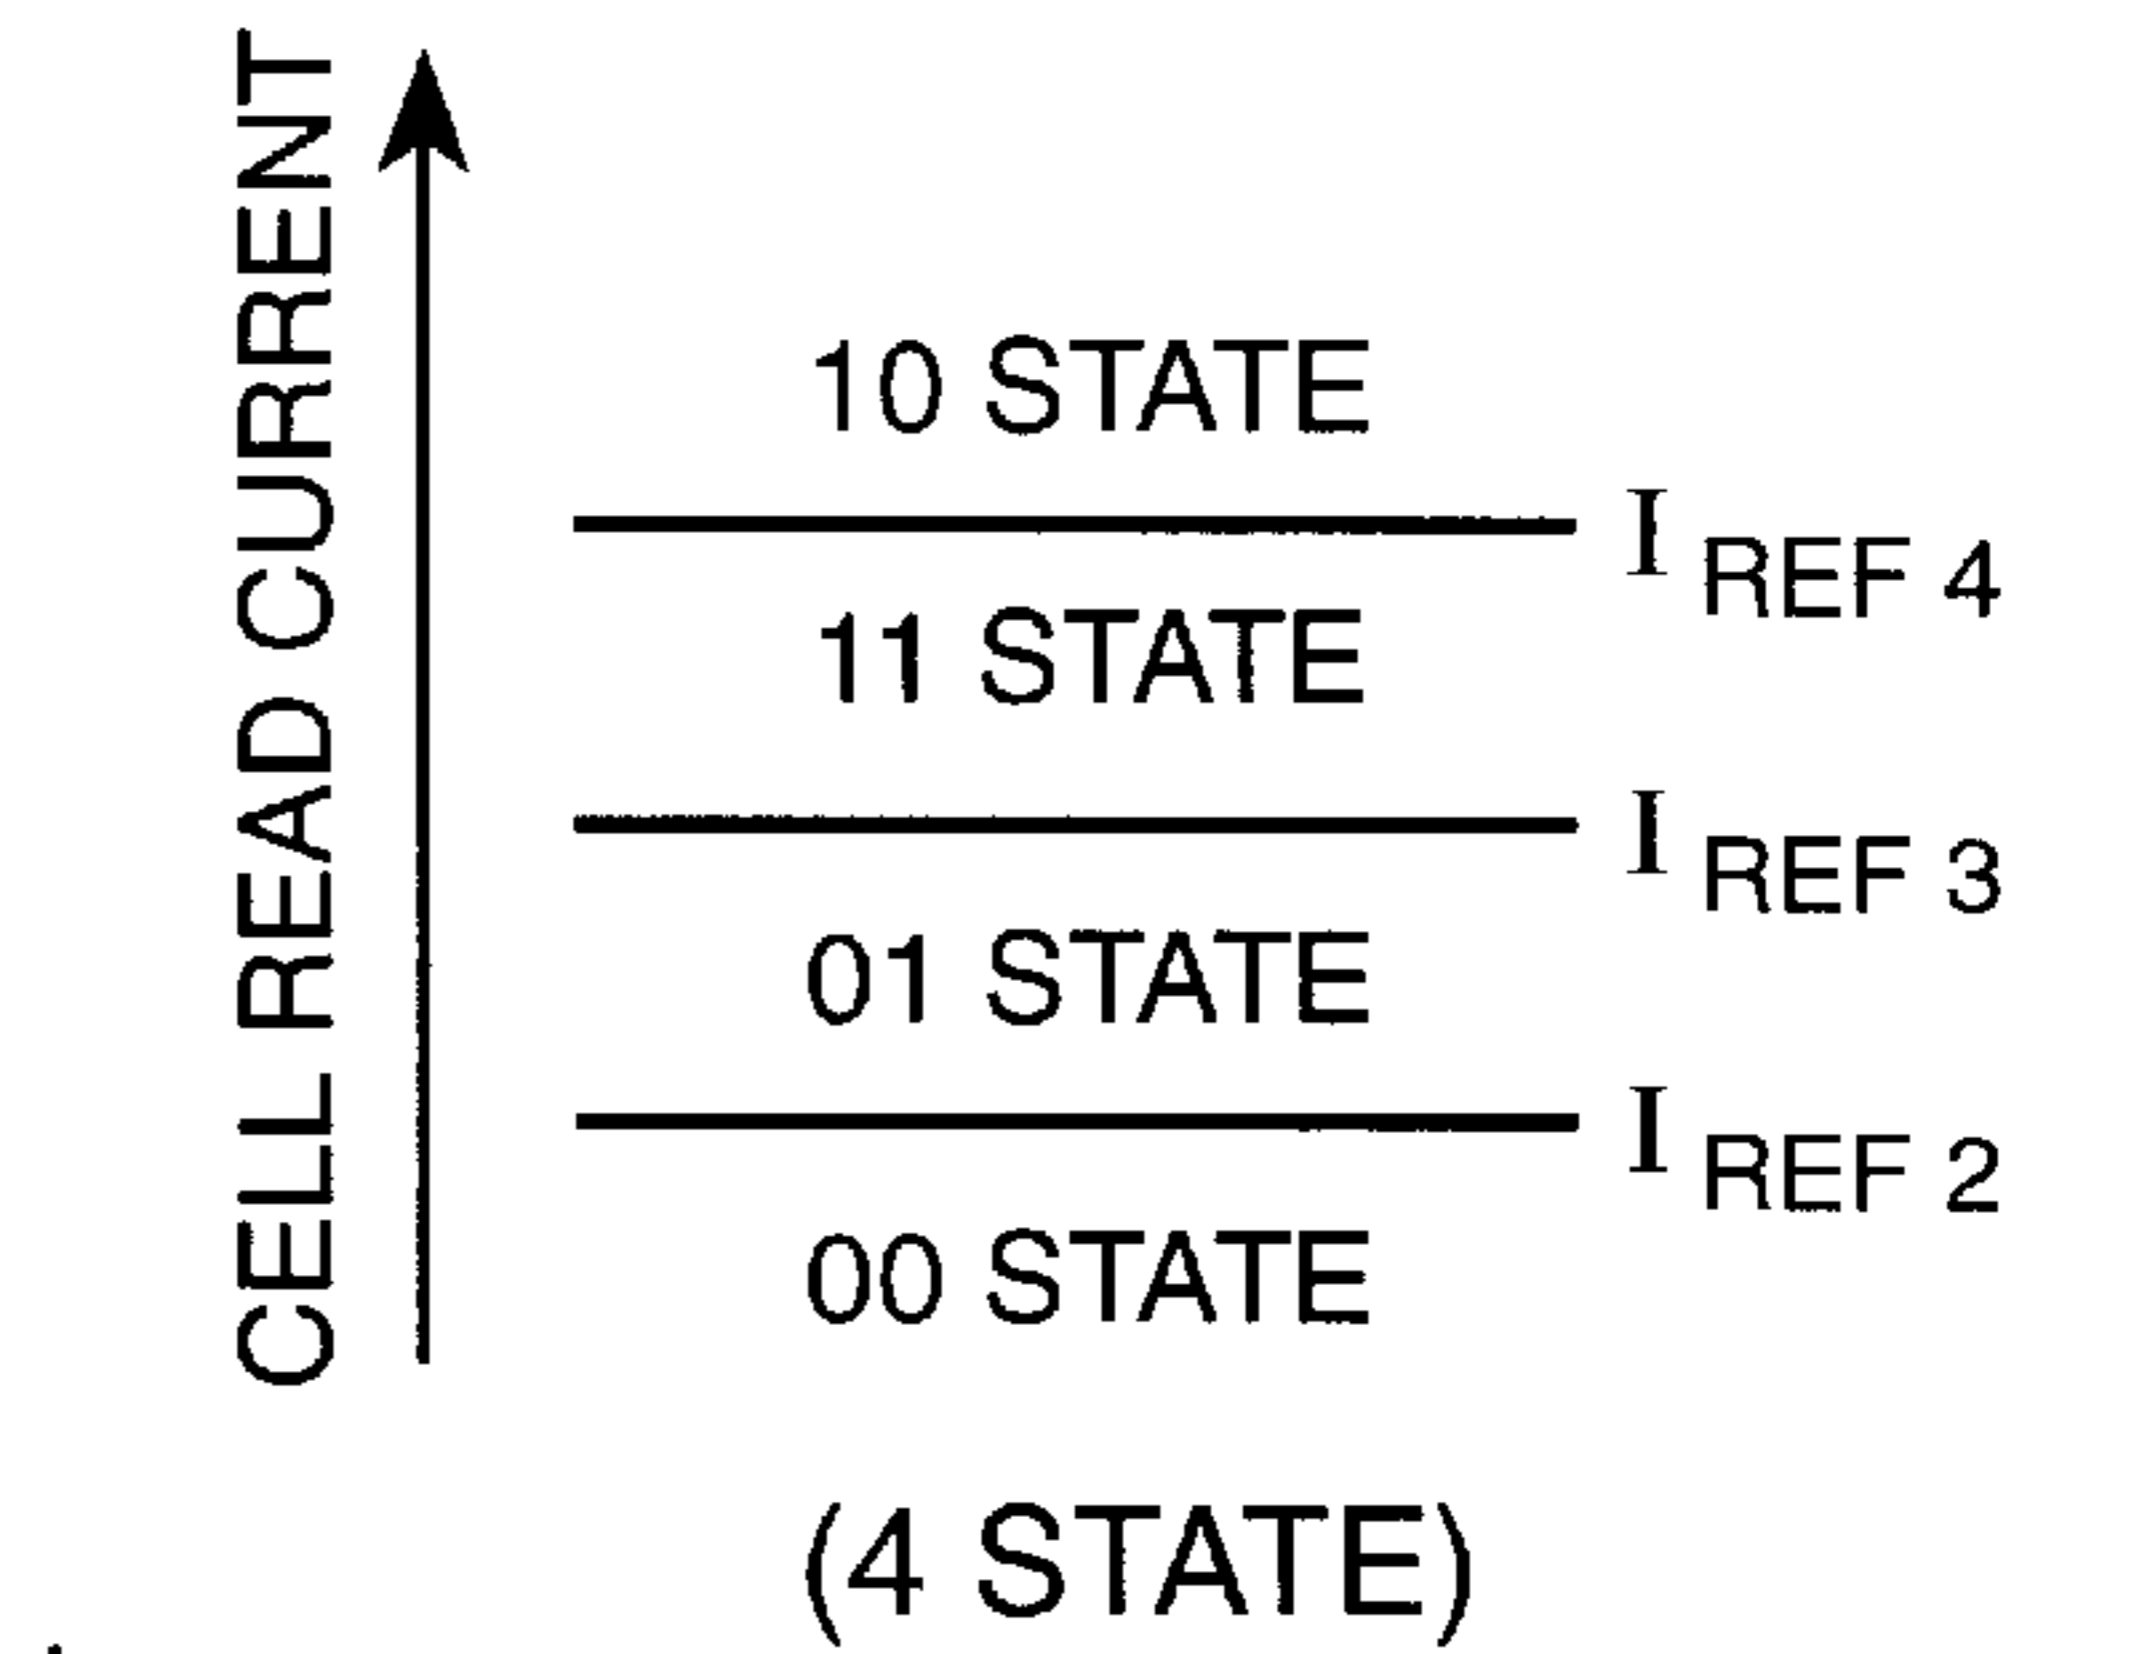 CELL READ CURRENT
10 STATE
I REF 4
11 STATE
I REF 3
01 STATE
I REF 2
00 STATE
(4 STATE)